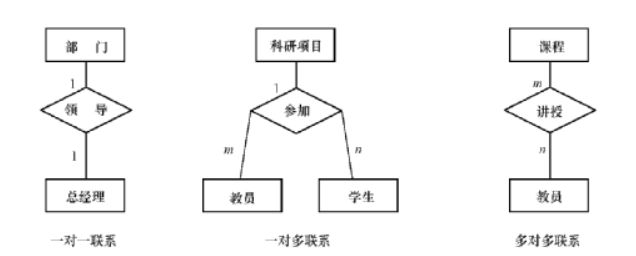 部 门
1
领 导
1
总经理
一对一联系
科研项目
1
参加
m
n
教员
学生
一对多联系
课程
m
讲授
n
教员
多对多联系